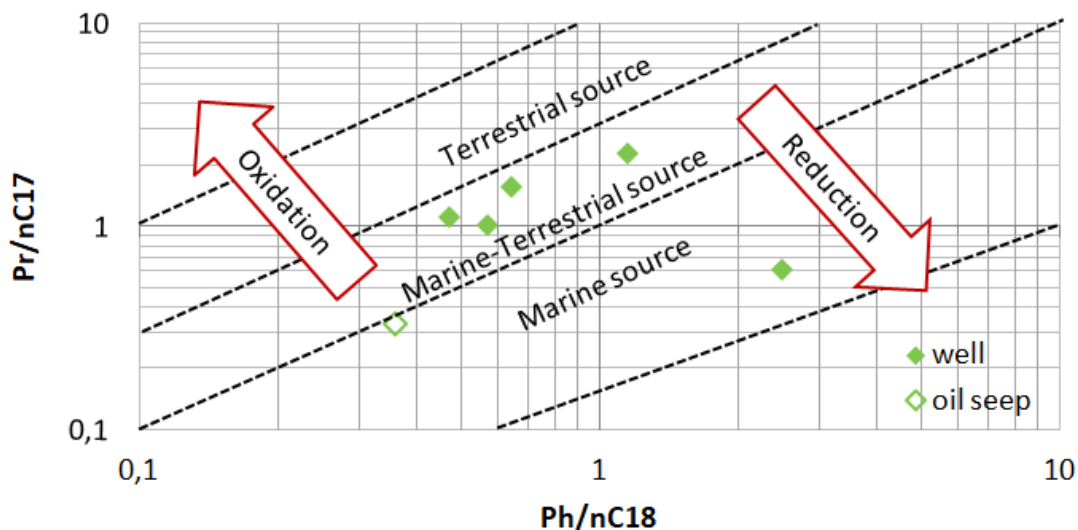 10
Terrestrial source
Oxidation
Reduction
Pr/nC17
1
Marine-Terrestrial source
Marine source
well
oil seep
0,1
0,1
1
10
Ph/nC18